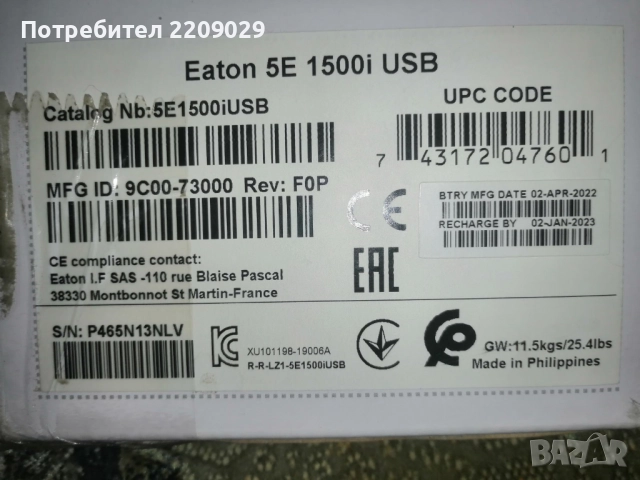 Потребител 2209029
Eaton 5E 1500i USB
Catalog Nb:5E1500iUSB
UPC CODE
7 43172 04760 1
MFG ID: 9C00-73000 Rev: F0P
BTRY MFG DATE 02-APR-2022
RECHARGE BY 02-JAN-2023
CE
CE compliance contact:
Eaton I.F SAS -110 rue Blaise Pascal
38330 Montbonnot St Martin-France
EAC
S/N: P465N13NLV
XU101198-19006A
R-R-LZ1-5E1500iUSB
GW:11.5kgs/25.4lbs
Made in Philippines
BAZAR